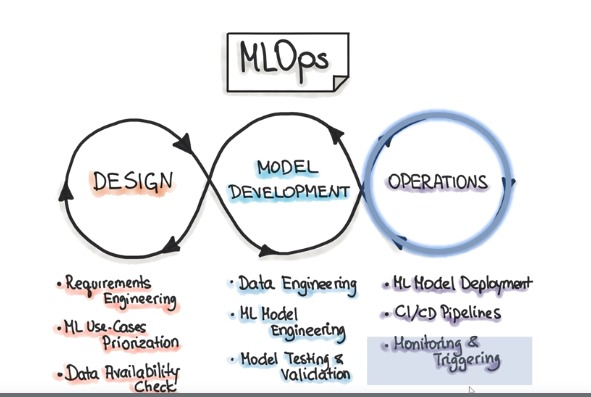 MLOps
DESIGN
MODEL
DEVELOPMENT
OPERATIONS
• Requirements
Engineering
• ML Use-Cases
Priorization
• Data Availability
Check
• Data Engineering
• ML Model
Engineering
• Model Testing &
Validation
• ML Model Deployment
• CI/CD Pipelines
• Monitoring &
Triggering